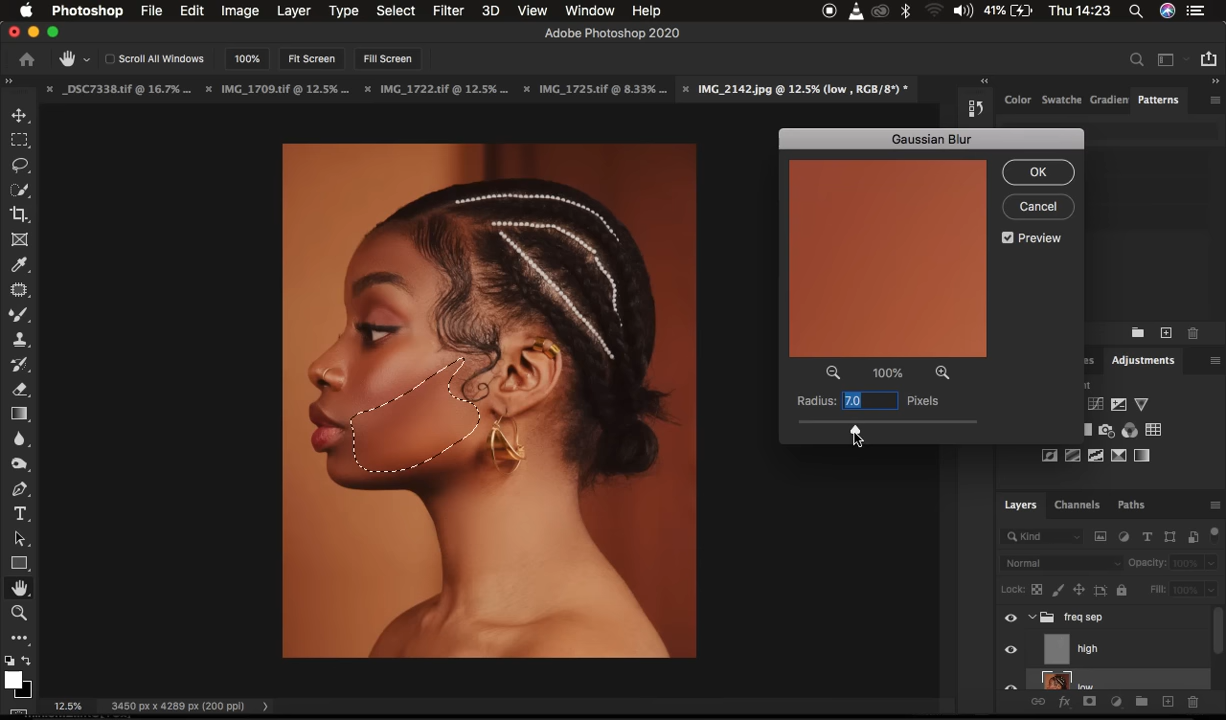 Photoshop File Edit Image Layer Type Select Filter 3D View Window Help 41% Thu 14:23
Adobe Photoshop 2020
Scroll All Windows 100% Fit Screen Fill Screen
_DSC7338.tif @ 16.7% ... IMG_1709.tif @ 12.5% ... IMG_1722.tif @ 12.5% ... IMG_1725.tif @ 8.33% ... IMG_2142.jpg @ 12.5% (low , RGB/8*) *
Color Swatche Gradien Patterns
Gaussian Blur
OK
Cancel
Preview
100%
Radius: 7.0 Pixels
Adjustments
Layers Channels Paths
Kind
Normal Opacity: 100%
Lock: Fill: 100%
freq sep
high
low
12.5% 3450 px x 4289 px (200 ppi)